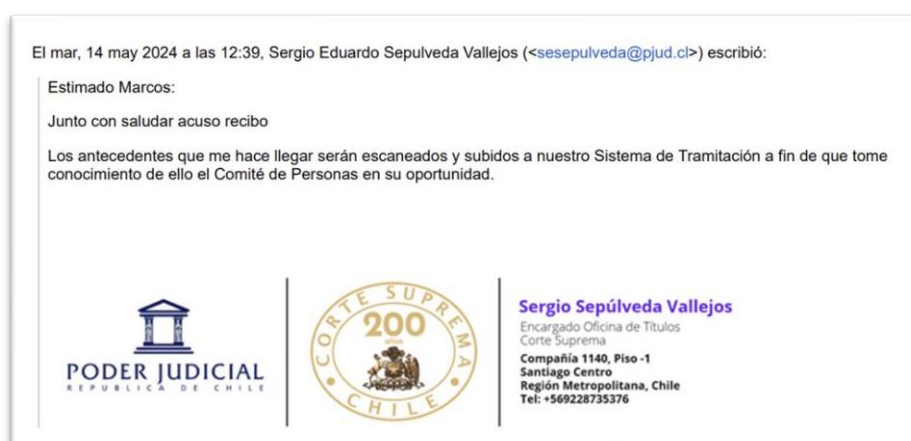 El mar, 14 may 2024 a las 12:39, Sergio Eduardo Sepulveda Vallejos (<sesepulveda@pjud.cl>) escribió:
Estimado Marcos:
Junto con saludar acuso recibo
Los antecedentes que me hace llegar serán escaneados y subidos a nuestro Sistema de Tramitación a fin de que tome
conocimiento de ello el Comité de Personas en su oportunidad.
PODER JUDICIAL
REPUBLICA DE CHILE
CORTE SUPREMA
200
años
CHILE
Sergio Sepúlveda Vallejos
Encargado Oficina de Títulos
Corte Suprema
Compañía 1140, Piso -1
Santiago Centro
Región Metropolitana, Chile
Tel: +569228735376